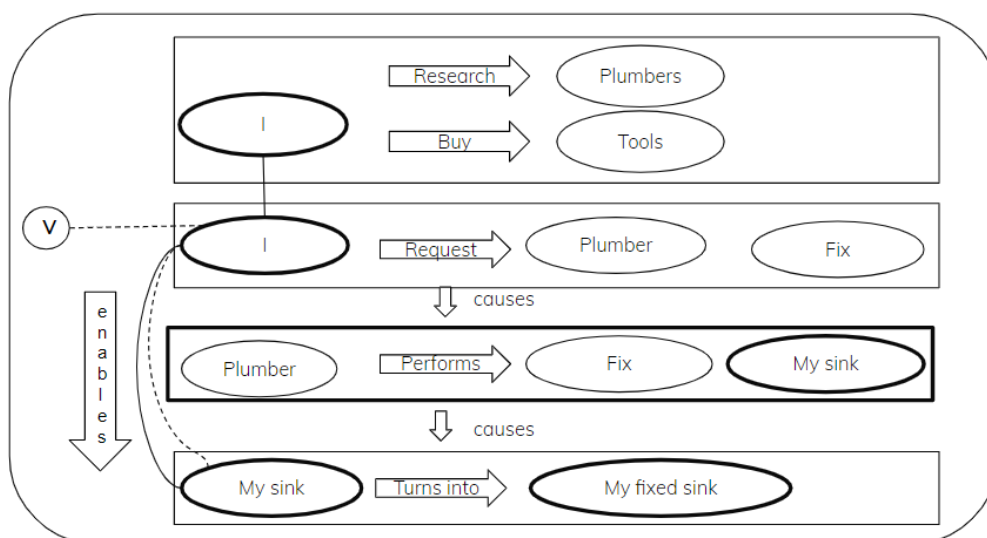 Research
Plumbers
I
Buy
Tools
V
I
Request
Plumber
Fix
causes
enables
Plumber
Performs
Fix
My sink
causes
My sink
Turns into
My fixed sink